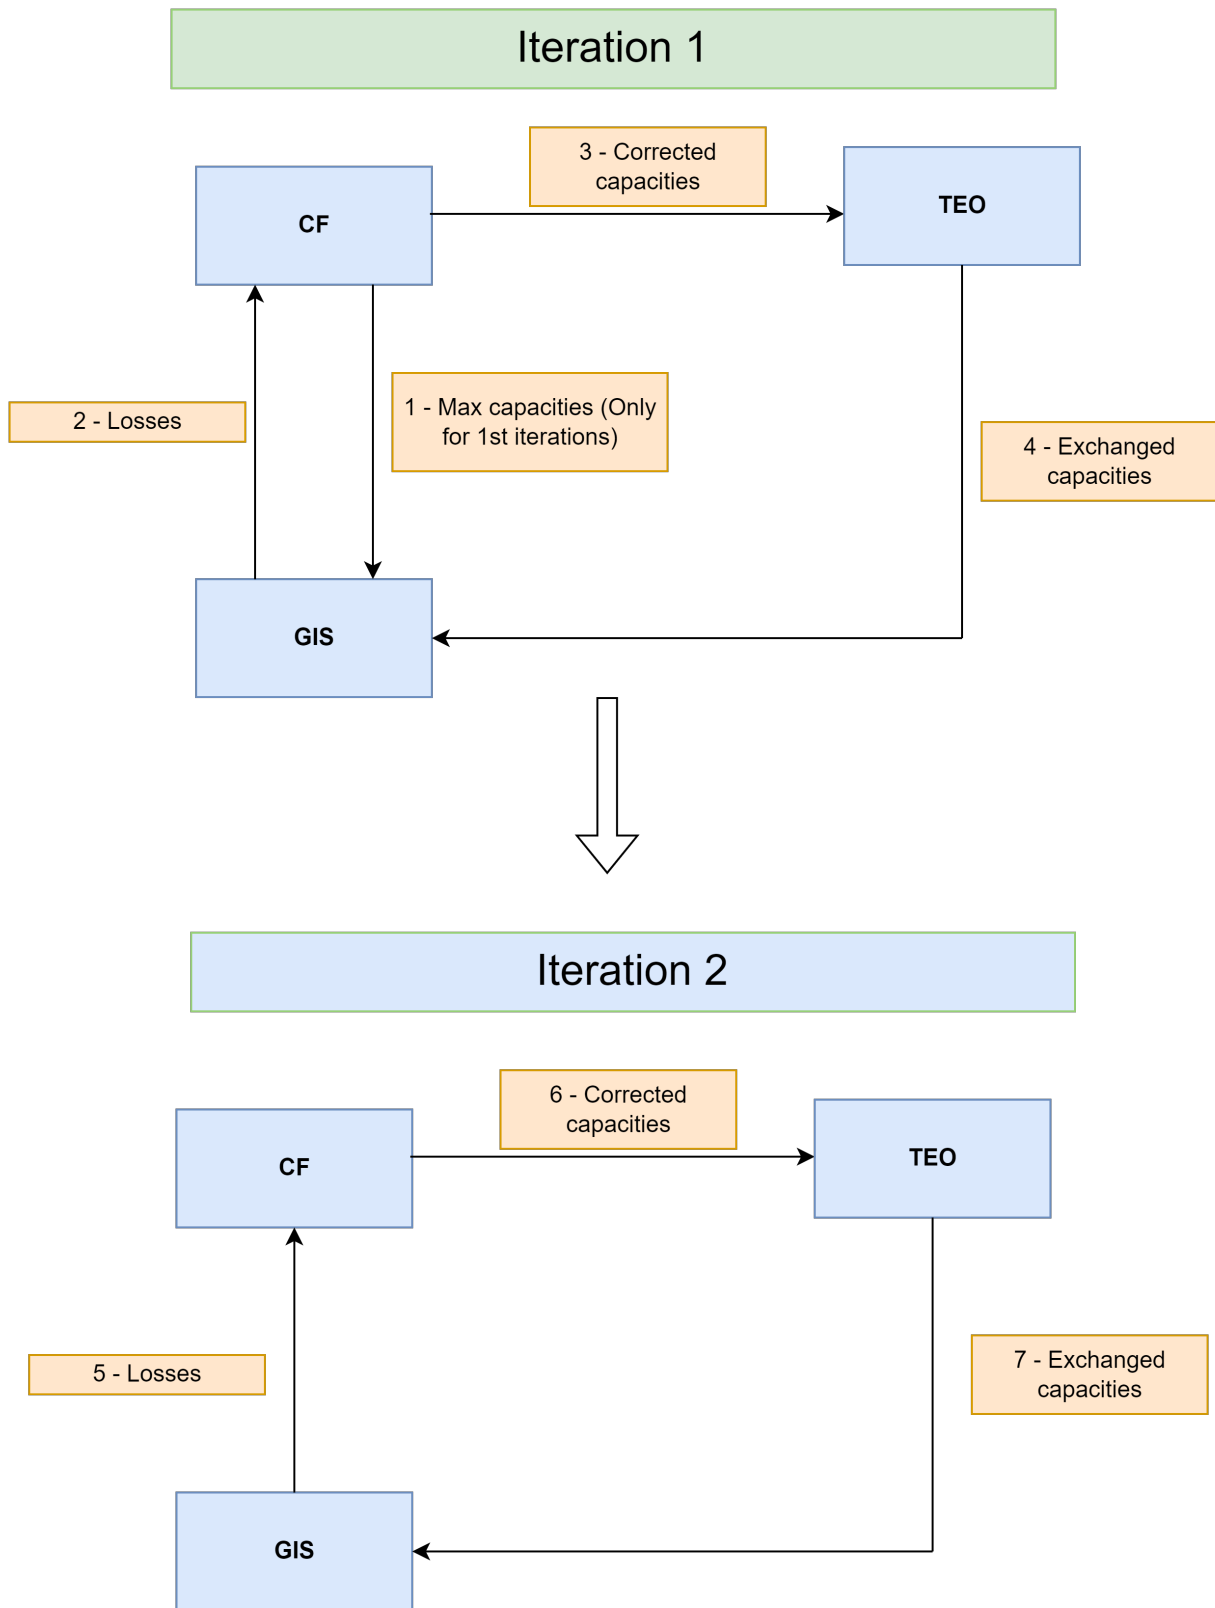 Iteration 1
3 - Corrected
capacities
CF
TEO
2 - Losses
1 - Max capacities (Only
for 1st iterations)
4 - Exchanged
capacities
GIS
Iteration 2
6 - Corrected
capacities
CF
TEO
5 - Losses
7 - Exchanged
capacities
GIS